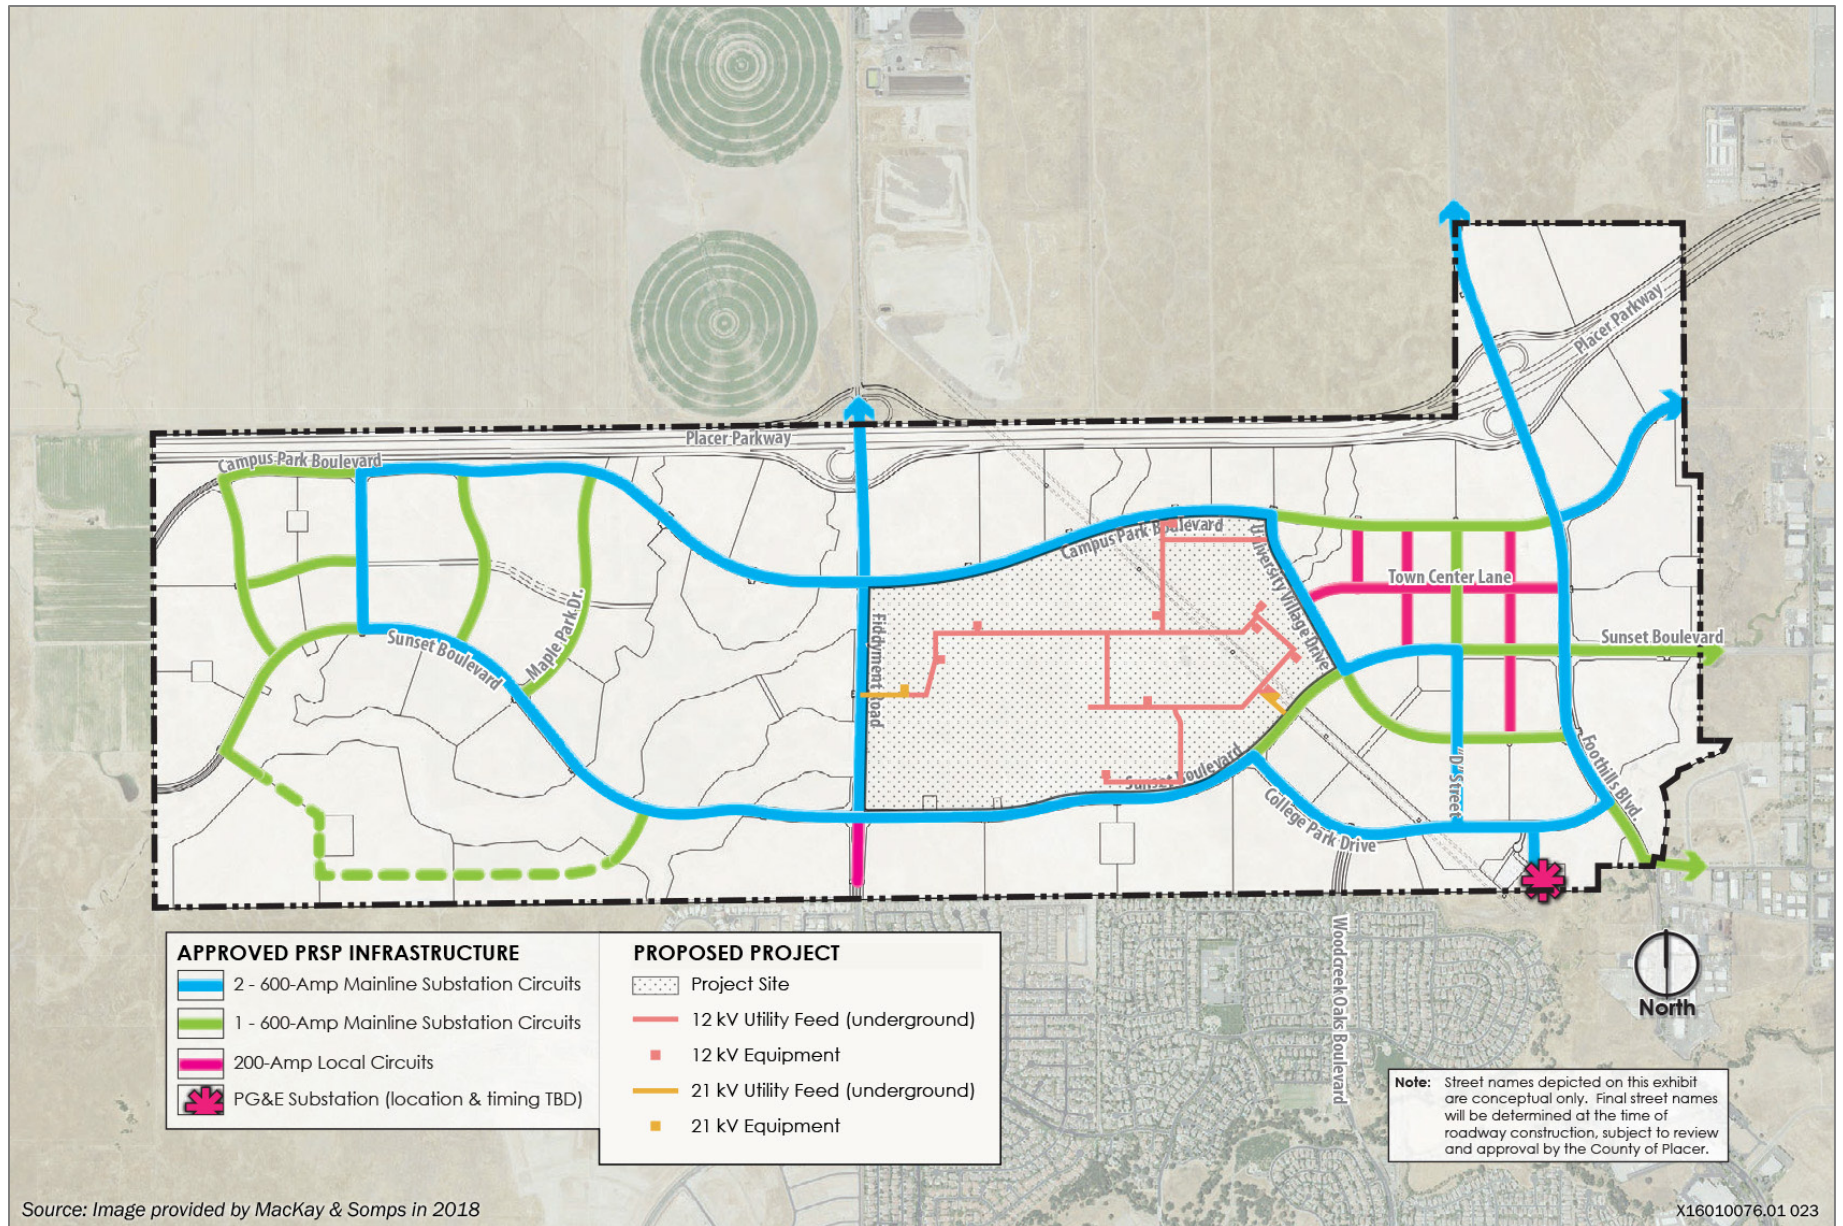 Placer Parkway
Placer Parkway
Campus Park Boulevard
Campus Park Boulevard
University Village Drive
Town Center Lane
Sunset Boulevard
Sunset Boulevard
Maple Park Dr.
Fiddyment Road
Sunset Boulevard
"D" Street
Foothills Blvd.
College Park Drive
Woodcreek Oaks Boulevard
APPROVED PRSP INFRASTRUCTURE
2 - 600-Amp Mainline Substation Circuits
1 - 600-Amp Mainline Substation Circuits
200-Amp Local Circuits
PG&E Substation (location & timing TBD)
PROPOSED PROJECT
Project Site
12 kV Utility Feed (underground)
12 kV Equipment
21 kV Utility Feed (underground)
21 kV Equipment
North
Note: Street names depicted on this exhibit
are conceptual only. Final street names
will be determined at the time of
roadway construction, subject to review
and approval by the County of Placer.
Source: Image provided by MacKay & Somps in 2018
X16010076.01 023